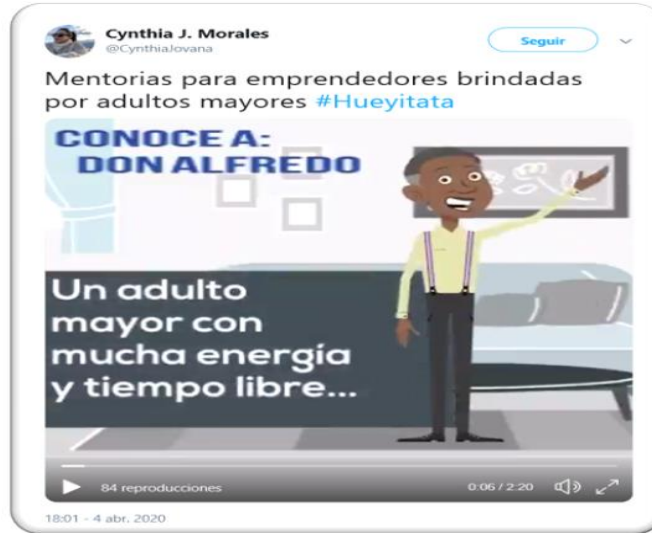 Cynthia J. Morales
@CynthiaJovana
Seguir
Mentorias para emprendedores brindadas
por adultos mayores #Hueyitata
CONOCE A:
DON ALFREDO
Un adulto
mayor con
mucha energía
y tiempo libre...
84 reproducciones
0:06 / 2:20
18:01 - 4 abr. 2020